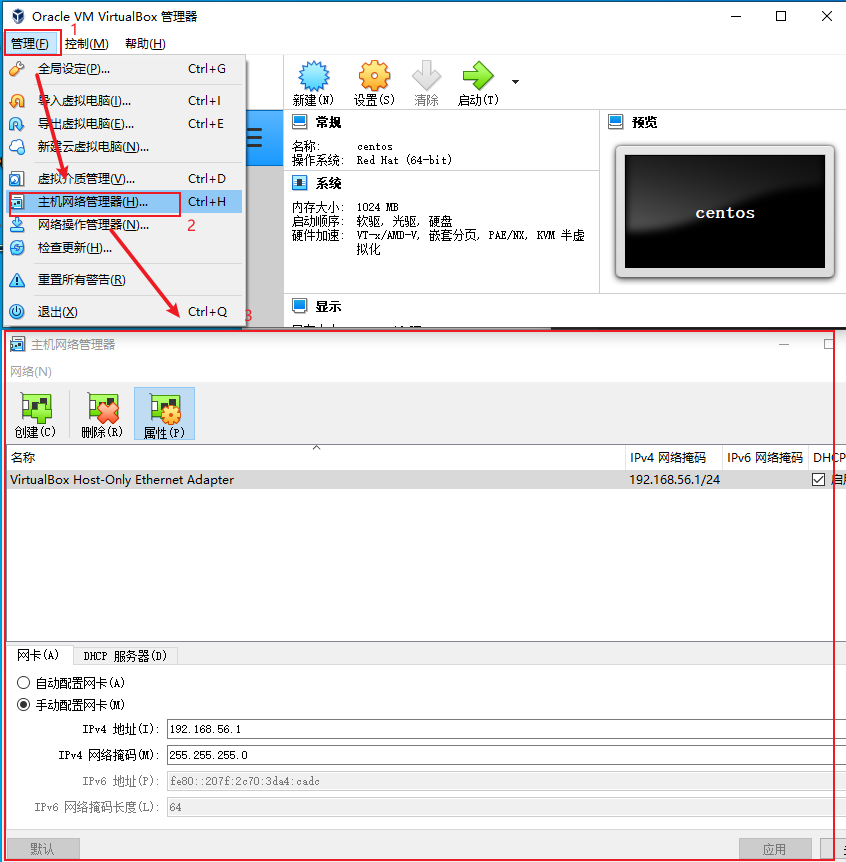 Oracle VM VirtualBox 管理器
1
管理(F) 控制(M) 帮助(H)
全局设定(P)... Ctrl+G
导入虚拟电脑(I)... Ctrl+I
导出虚拟电脑(E)... Ctrl+E
新建云虚拟电脑(N)...
虚拟介质管理(V)... Ctrl+D
主机网络管理器(H)... Ctrl+H
2
网络操作管理器(N)...
检查更新(H)...
重置所有警告(R)
退出(X) Ctrl+Q
3
新建(N) 设置(S) 清除 启动(T)
常规
名称: centos
操作系统: Red Hat (64-bit)
系统
内存大小: 1024 MB
启动顺序: 软驱, 光驱, 硬盘
硬件加速: VT-x/AMD-V, 嵌套分页, PAE/NX, KVM 半虚
拟化
显示
预览
centos
主机网络管理器
网络(N)
创建(C) 删除(R) 属性(P)
名称 IPv4 网络掩码 IPv6 网络掩码 DHCP
VirtualBox Host-Only Ethernet Adapter 192.168.56.1/24
网卡(A) DHCP 服务器(D)
自动配置网卡(A)
手动配置网卡(M)
IPv4 地址(I): 192.168.56.1
IPv4 网络掩码(M): 255.255.255.0
IPv6 地址(P): fe80::207f:2c70:3da4:cadc
IPv6 网络掩码长度(L): 64
默认 应用